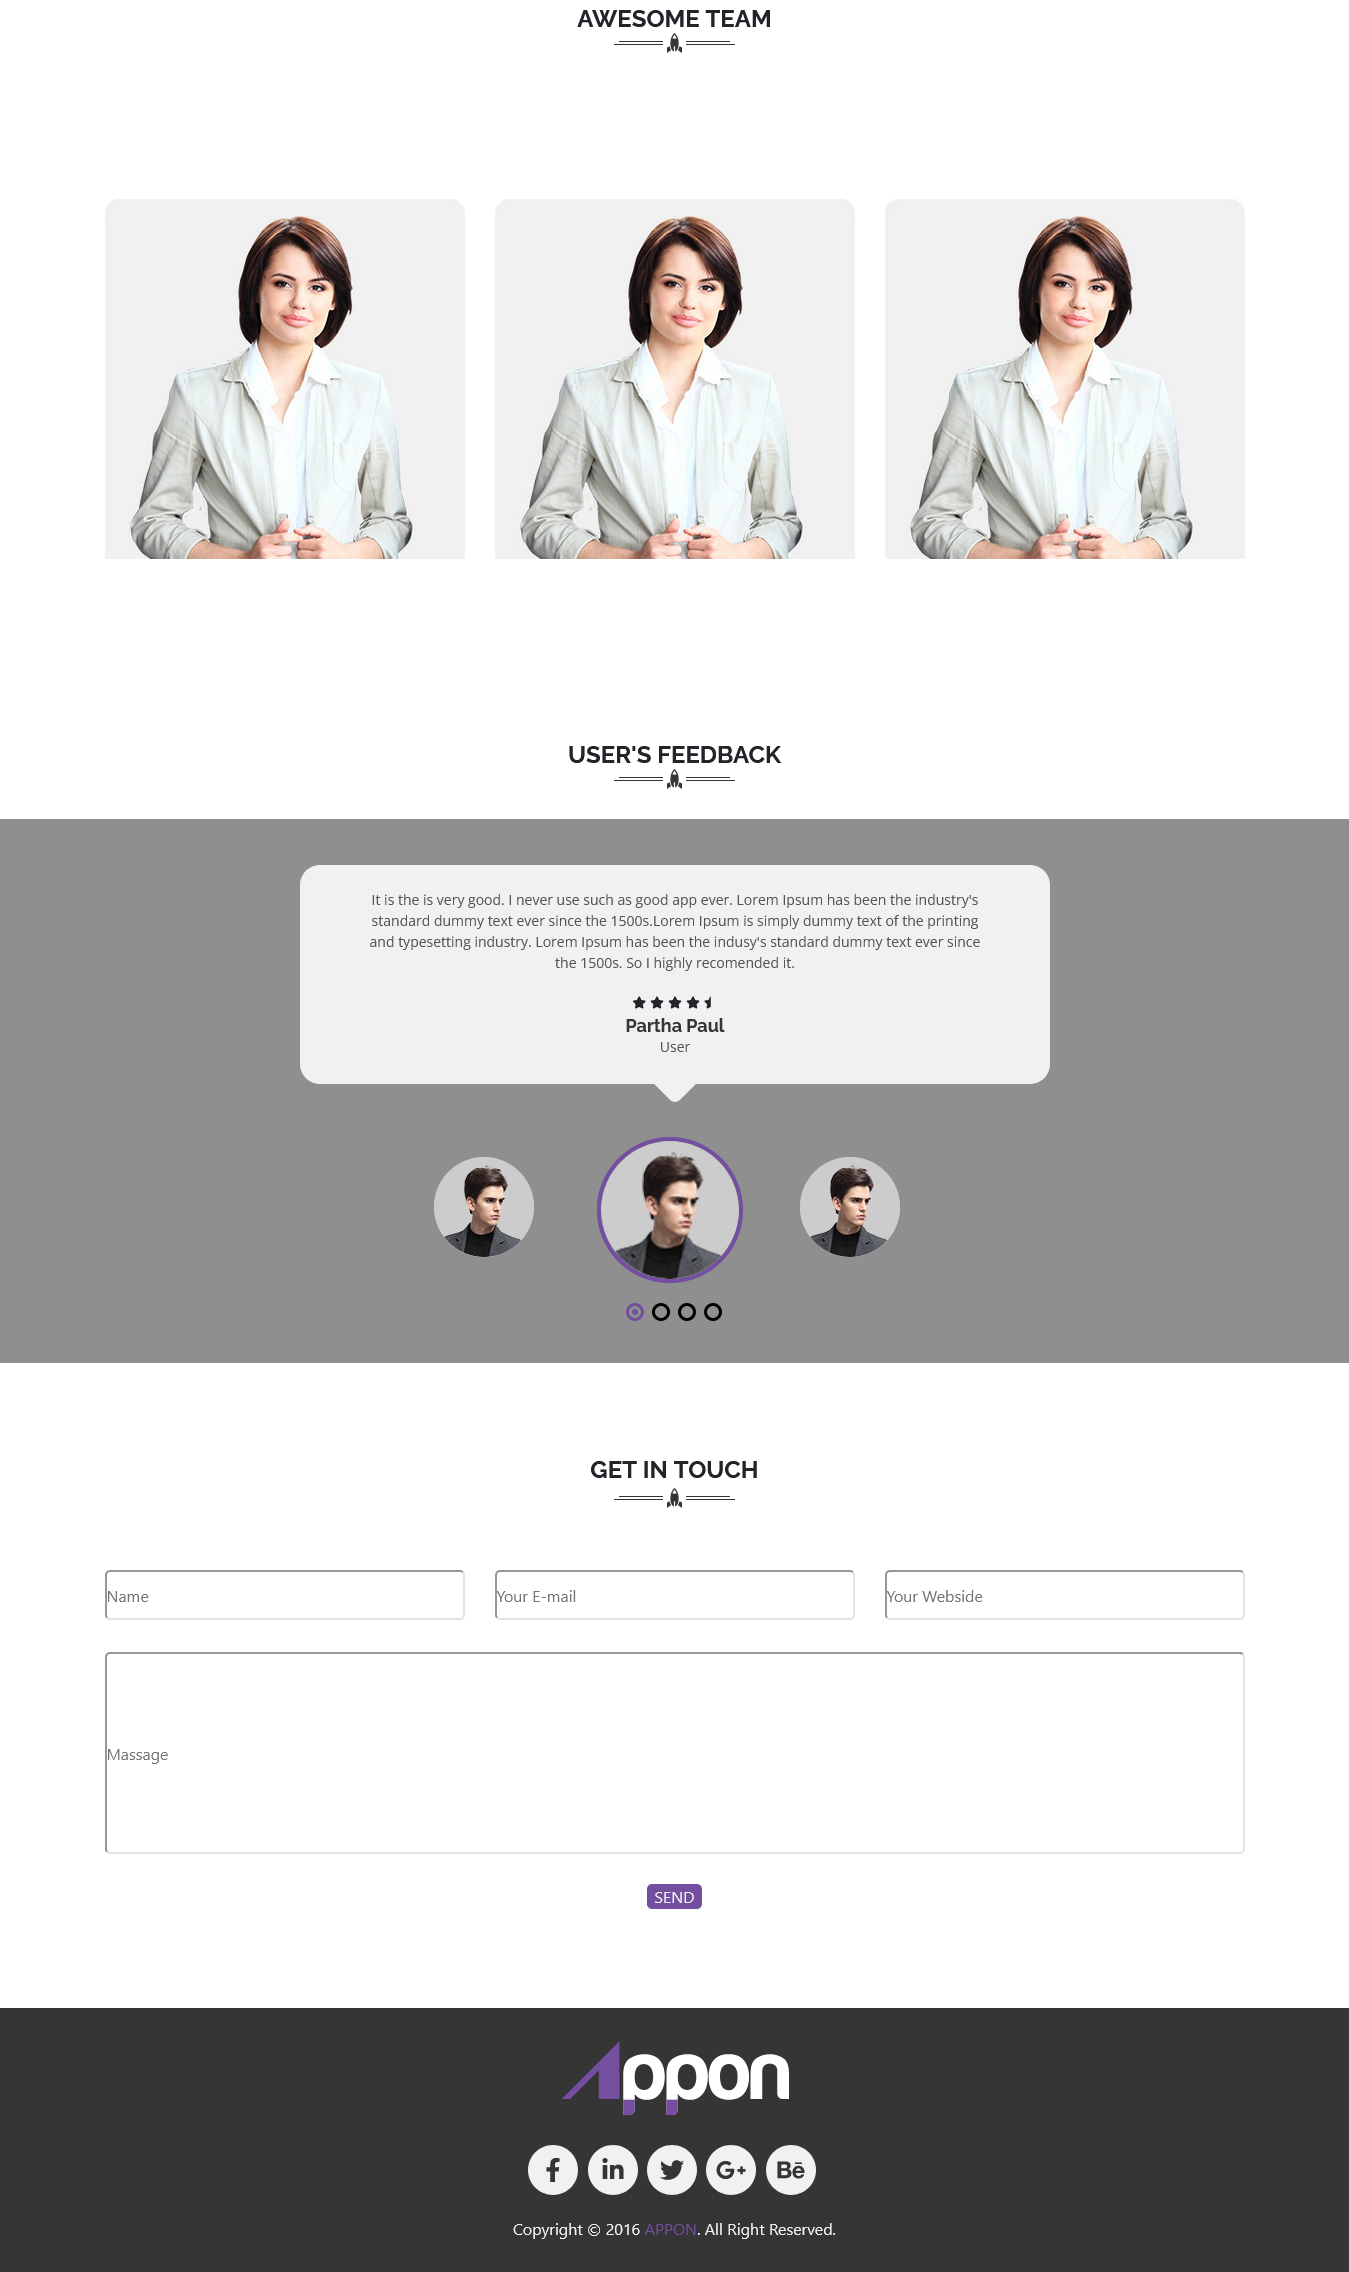 AWESOME TEAM
USER'S FEEDBACK
It is the is very good. I never use such as good app ever. Lorem Ipsum has been the industry's
standard dummy text ever since the 1500s.Lorem Ipsum is simply dummy text of the printing
and typesetting industry. Lorem Ipsum has been the indusy's standard dummy text ever since
the 1500s. So I highly recomended it.
Partha Paul
User
GET IN TOUCH
Name
Your E-mail
Your Webside
Massage
SEND
Appon
f
in
G+
Bē
Copyright © 2016 APPON. All Right Reserved.